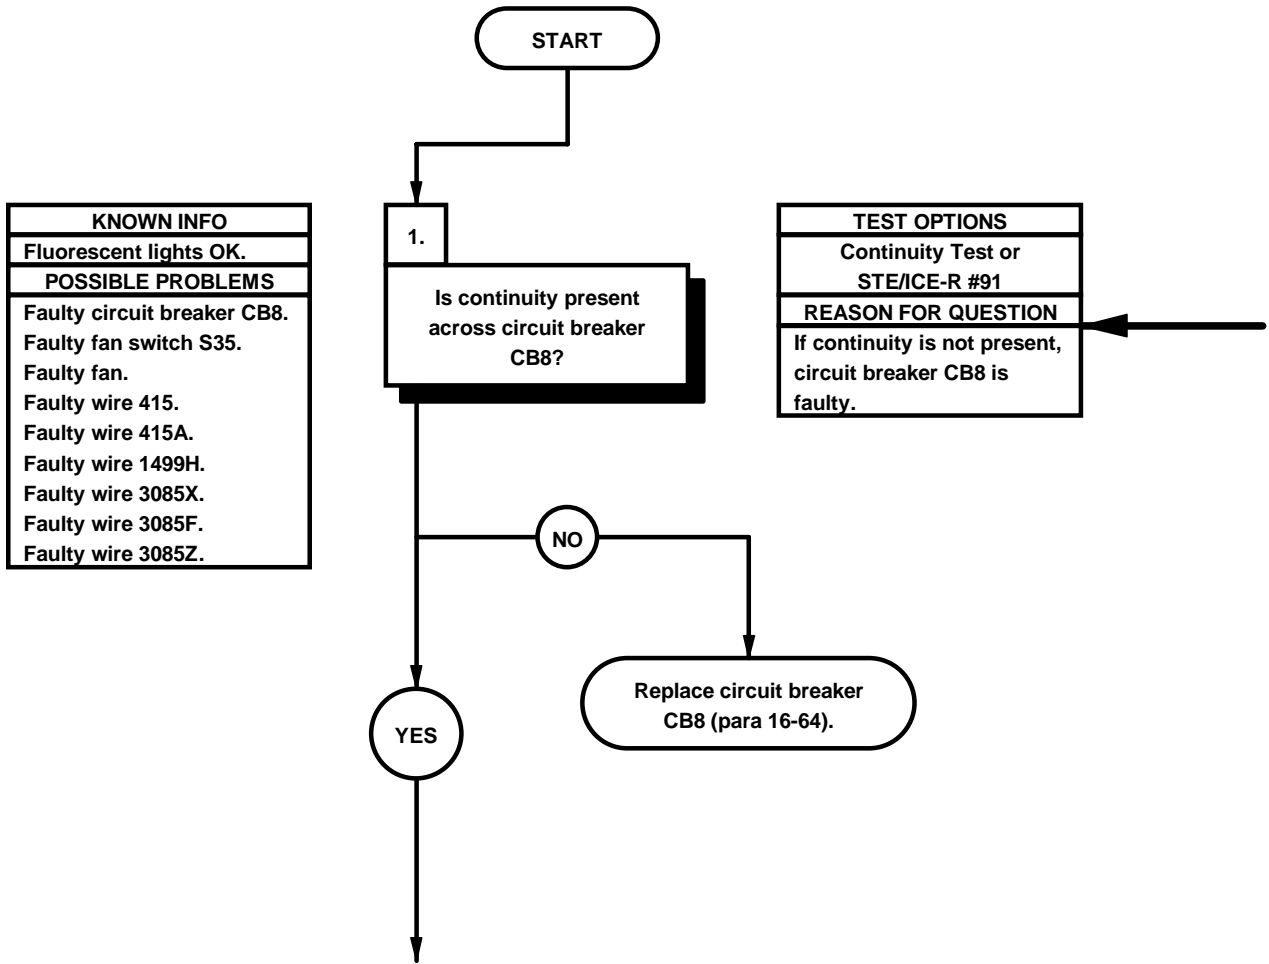 START
KNOWN INFO
Fluorescent lights OK.
POSSIBLE PROBLEMS
Faulty circuit breaker CB8.
Faulty fan switch S35.
Faulty fan.
Faulty wire 415.
Faulty wire 415A.
Faulty wire 1499H.
Faulty wire 3085X.
Faulty wire 3085F.
Faulty wire 3085Z.
1.
Is continuity present
across circuit breaker
CB8?
TEST OPTIONS
Continuity Test or
STE/ICE-R #91
REASON FOR QUESTION
If continuity is not present,
circuit breaker CB8 is
faulty.
NO
Replace circuit breaker
CB8 (para 16-64).
YES